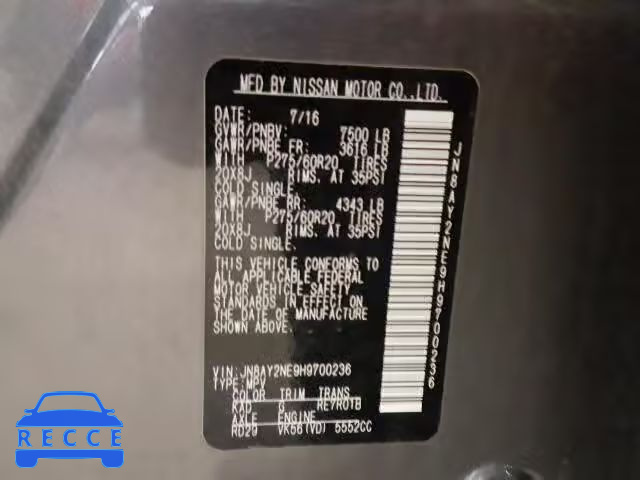 MFD BY NISSAN MOTOR CO.,LTD.
DATE: 7/16
GVWR/PNBV: 7500 LB
GAWR/PNBE FR: 3616 LB
WITH P275/60R20 TIRES
20X8J RIMS. AT 35PSI
COLD SINGLE.
GAWR/PNBE RR: 4343 LB
WITH P275/60R20 TIRES
20X8J RIMS. AT 35PSI
COLD SINGLE.
THIS VEHICLE CONFORMS TO
ALL APPLICABLE FEDERAL
MOTOR VEHICLE SAFETY
STANDARDS IN EFFECT ON
THE DATE OF MANUFACTURE
SHOWN ABOVE.
VIN: JN8AY2NE9H9700236
TYPE: MPV
COLOR TRIM TRANS
KAD G RE7R01B
AXLE ENGINE
RD29 VK56(VD) 5552CC
JN8AY2NE9H9700236
Autobidmaster